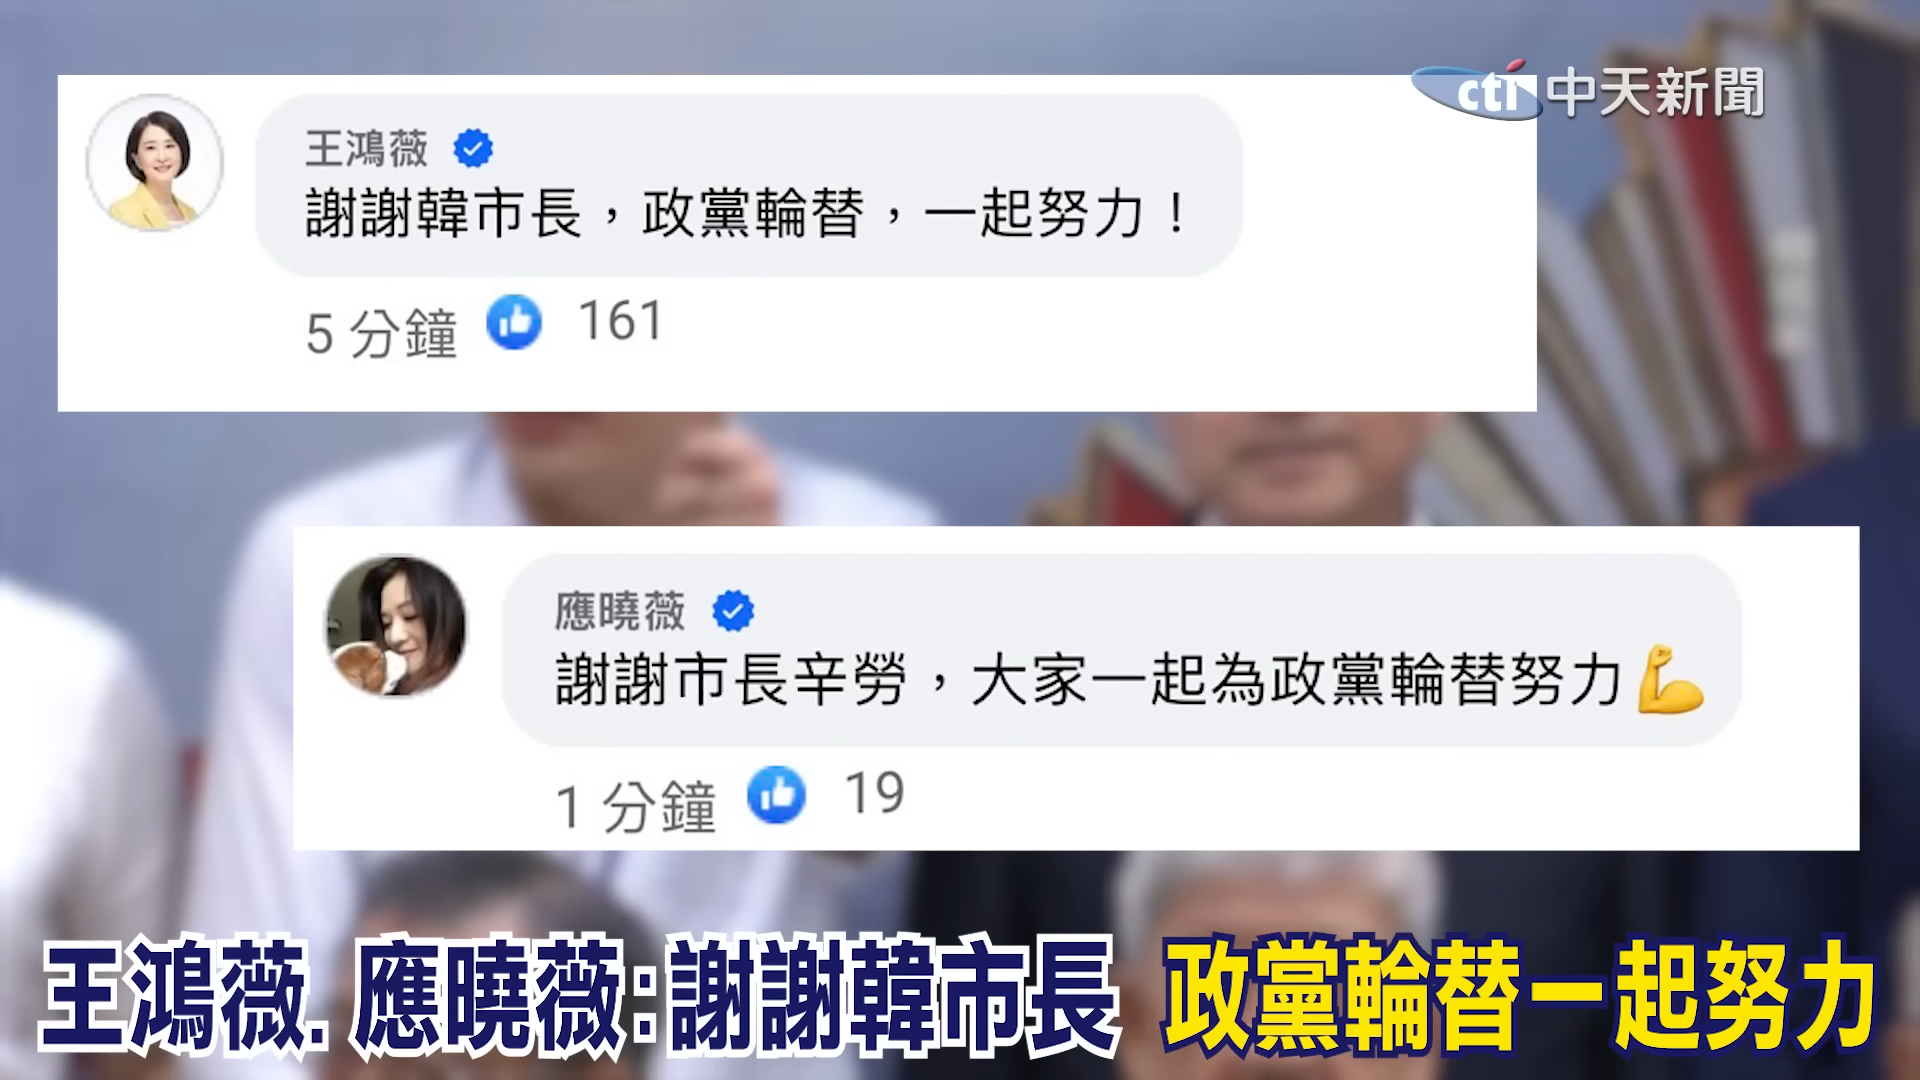 cti 中天新聞
王鴻薇
謝謝韓市長，政黨輪替，一起努力！
5 分鐘 161
應曉薇
謝謝市長辛勞，大家一起為政黨輪替努力💪
1 分鐘 19
王鴻薇.應曉薇:謝謝韓市長 政黨輪替一起努力